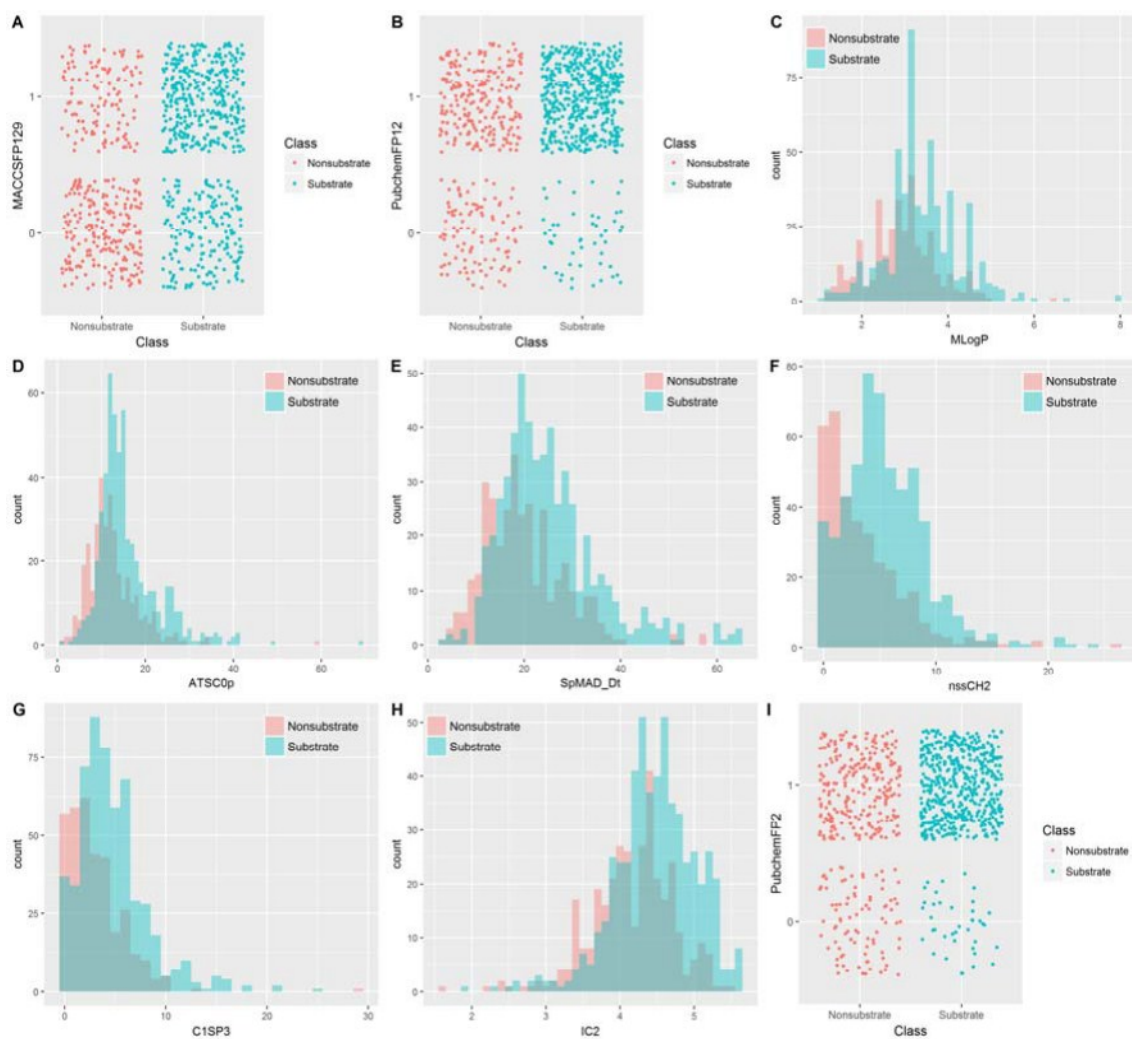 A
MACCSFP129
1
0
Nonsubstrate
Substrate
Class
Class
Nonsubstrate
Substrate
B
PubchemFP12
1
0
Nonsubstrate
Substrate
Class
Class
Nonsubstrate
Substrate
C
Nonsubstrate
Substrate
count
75
50
25
0
2
4
6
8
MLogP
D
Nonsubstrate
Substrate
count
60
40
20
0
0
20
40
60
ATSC0p
E
Nonsubstrate
Substrate
count
50
40
30
20
10
0
0
20
40
60
SpMAD_Dt
F
Nonsubstrate
Substrate
count
80
60
40
20
0
0
10
20
nssCH2
G
Nonsubstrate
Substrate
count
75
50
25
0
0
10
20
30
C1SP3
H
Nonsubstrate
Substrate
count
50
40
30
20
10
0
2
3
4
5
IC2
I
PubchemFP2
1
0
Nonsubstrate
Substrate
Class
Class
Nonsubstrate
Substrate